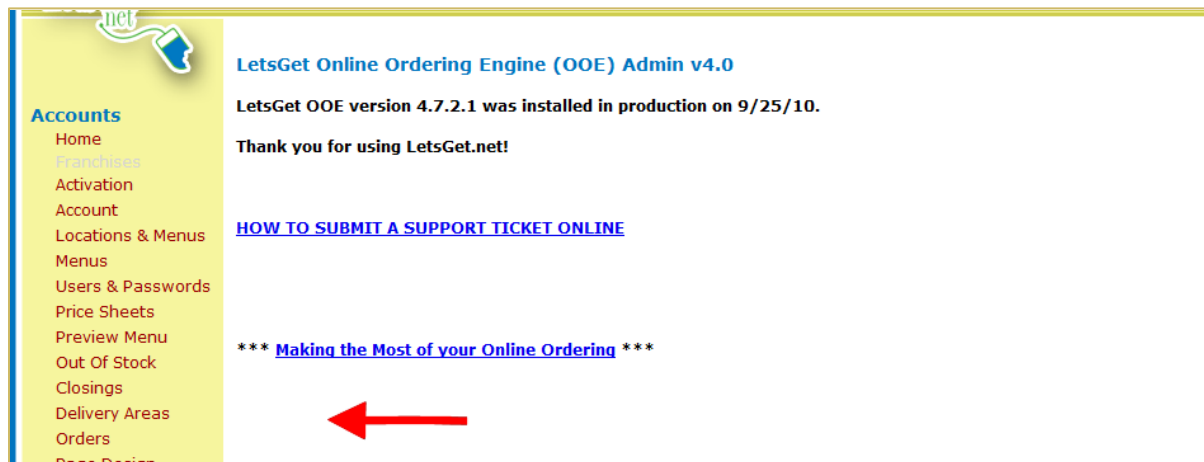 .net
Accounts
Home
Franchises
Activation
Account
Locations & Menus
Menus
Users & Passwords
Price Sheets
Preview Menu
Out Of Stock
Closings
Delivery Areas
Orders
Page Design
LetsGet Online Ordering Engine (OOE) Admin v4.0
LetsGet OOE version 4.7.2.1 was installed in production on 9/25/10.
Thank you for using LetsGet.net!
HOW TO SUBMIT A SUPPORT TICKET ONLINE
*** Making the Most of your Online Ordering ***